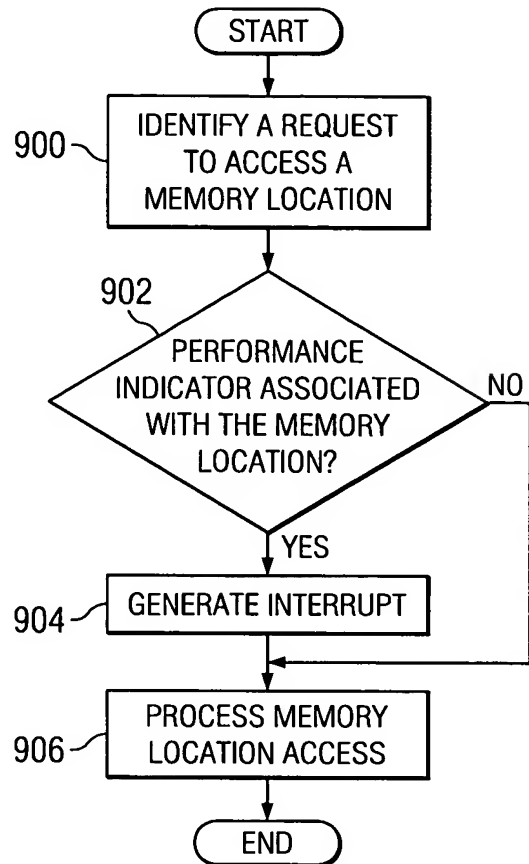 START
900
IDENTIFY A REQUEST
TO ACCESS A
MEMORY LOCATION
902
PERFORMANCE
INDICATOR ASSOCIATED
WITH THE MEMORY
LOCATION?
NO
YES
904
GENERATE INTERRUPT
906
PROCESS MEMORY
LOCATION ACCESS
END